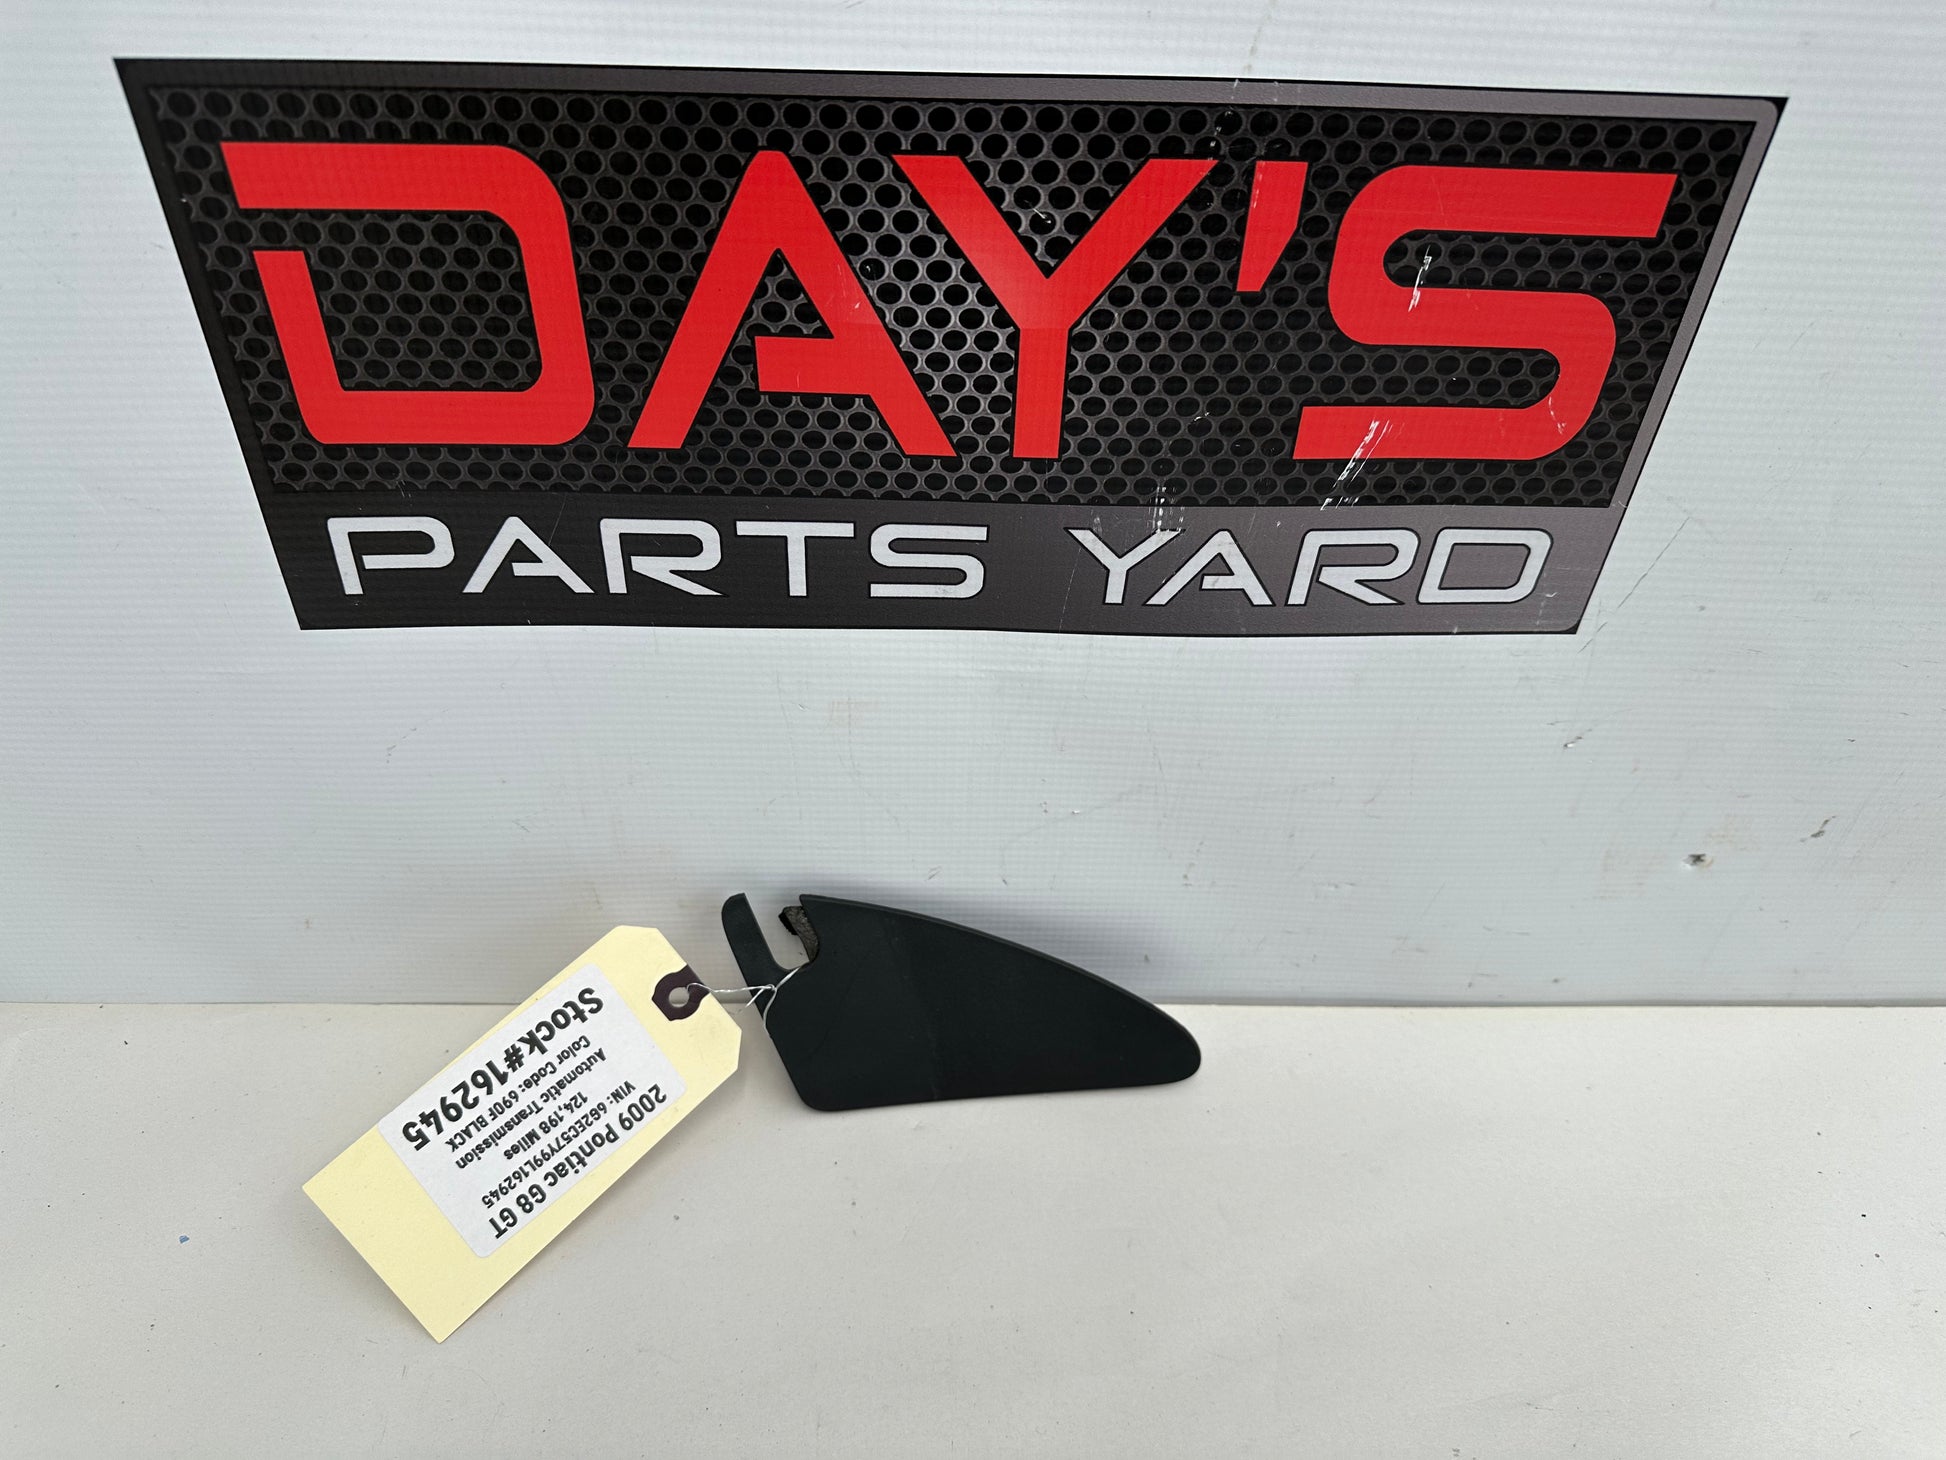 DAY'S
PARTS YARD
2009 Pontiac G8 GT
VIN: 6G2EC57Y99L162945
124,198 Miles
Automatic Transmission
Color Code: 690F BLACK
Stock#162945